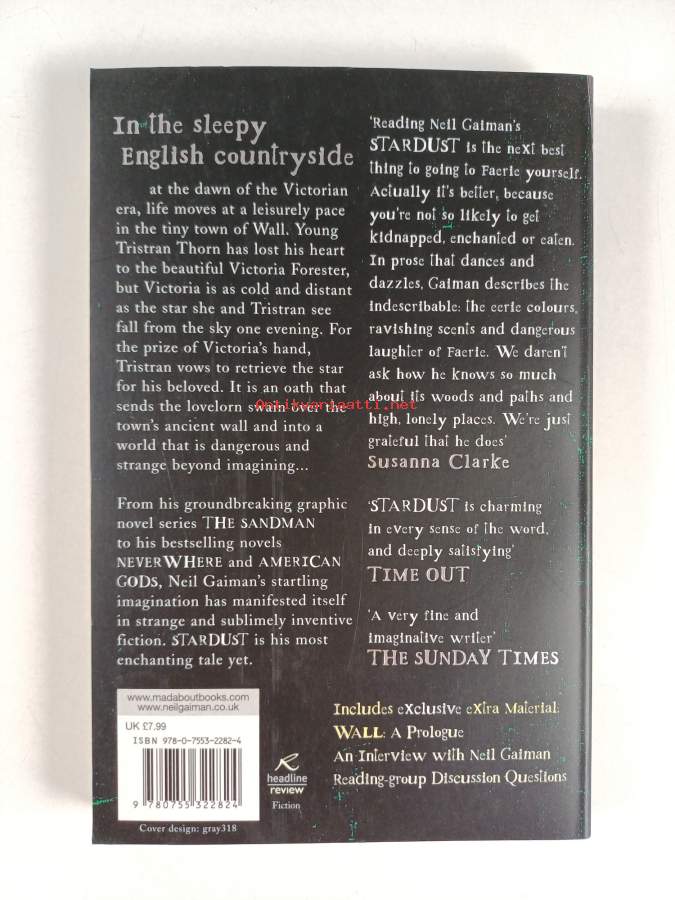 In the sleepy
English countryside
at the dawn of the Victorian
era, life moves at a leisurely pace
in the tiny town of Wall. Young
Tristran Thorn has lost his heart
to the beautiful Victoria Forester,
but Victoria is as cold and distant
as the star she and Tristran see
fall from the sky one evening. For
the prize of Victoria's hand,
Tristran vows to retrieve the star
for his beloved. It is an oath that
sends the lovelorn swain over the
town's ancient wall and into a
world that is dangerous and
strange beyond imagining...
From his groundbreaking graphic
novel series THE SANDMAN
to his bestselling novels
NEVERWHERE and AMERICAN
GODS, Neil Gaiman's startling
imagination has manifested itself
in strange and sublimely inventive
fiction. STARDUST is his most
enchanting tale yet.
'Reading Neil Gaiman's
STARDUST is the next best
thing to going to Faerie yourself.
Actually it's better, because
you're not so likely to get
kidnapped, enchanted or eaten.
In prose that dances and
dazzles, Gaiman describes the
indescribable: the eerie colours,
ravishing scents and dangerous
laughter of Faerie. We daren't
ask how he knows so much
about its woods and paths and
high, lonely places. We're just
grateful that he does'
Susanna Clarke
'STARDUST is charming
in every sense of the word,
and deeply satisfying'
TIME OUT
'A very fine and
imaginative writer'
THE SUNDAY TIMES
Includes exclusive extra Material:
WALL: A Prologue
An Interview with Neil Gaiman
Reading-group Discussion Questions
www.madaboutbooks.com
www.neilgaiman.co.uk
UK £7.99
ISBN 978-0-7553-2282-4
9 780755 322824
headline
review
Fiction
Cover design: gray318
Antikvariaatti.net